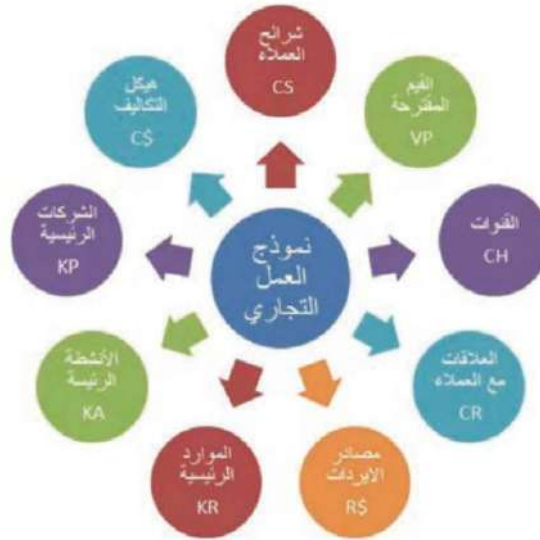 نموذج
العمل
التجاري
شرائح
العملاء
CS
القيم
المقترحة
VP
القنوات
CH
العلاقات
مع العملاء
CR
مصادر
الايردات
R$
الموارد
الرئيسية
KR
الأنشطة
الرئيسة
KA
الشركات
الرئيسية
KP
هيكل
التكاليف
C$